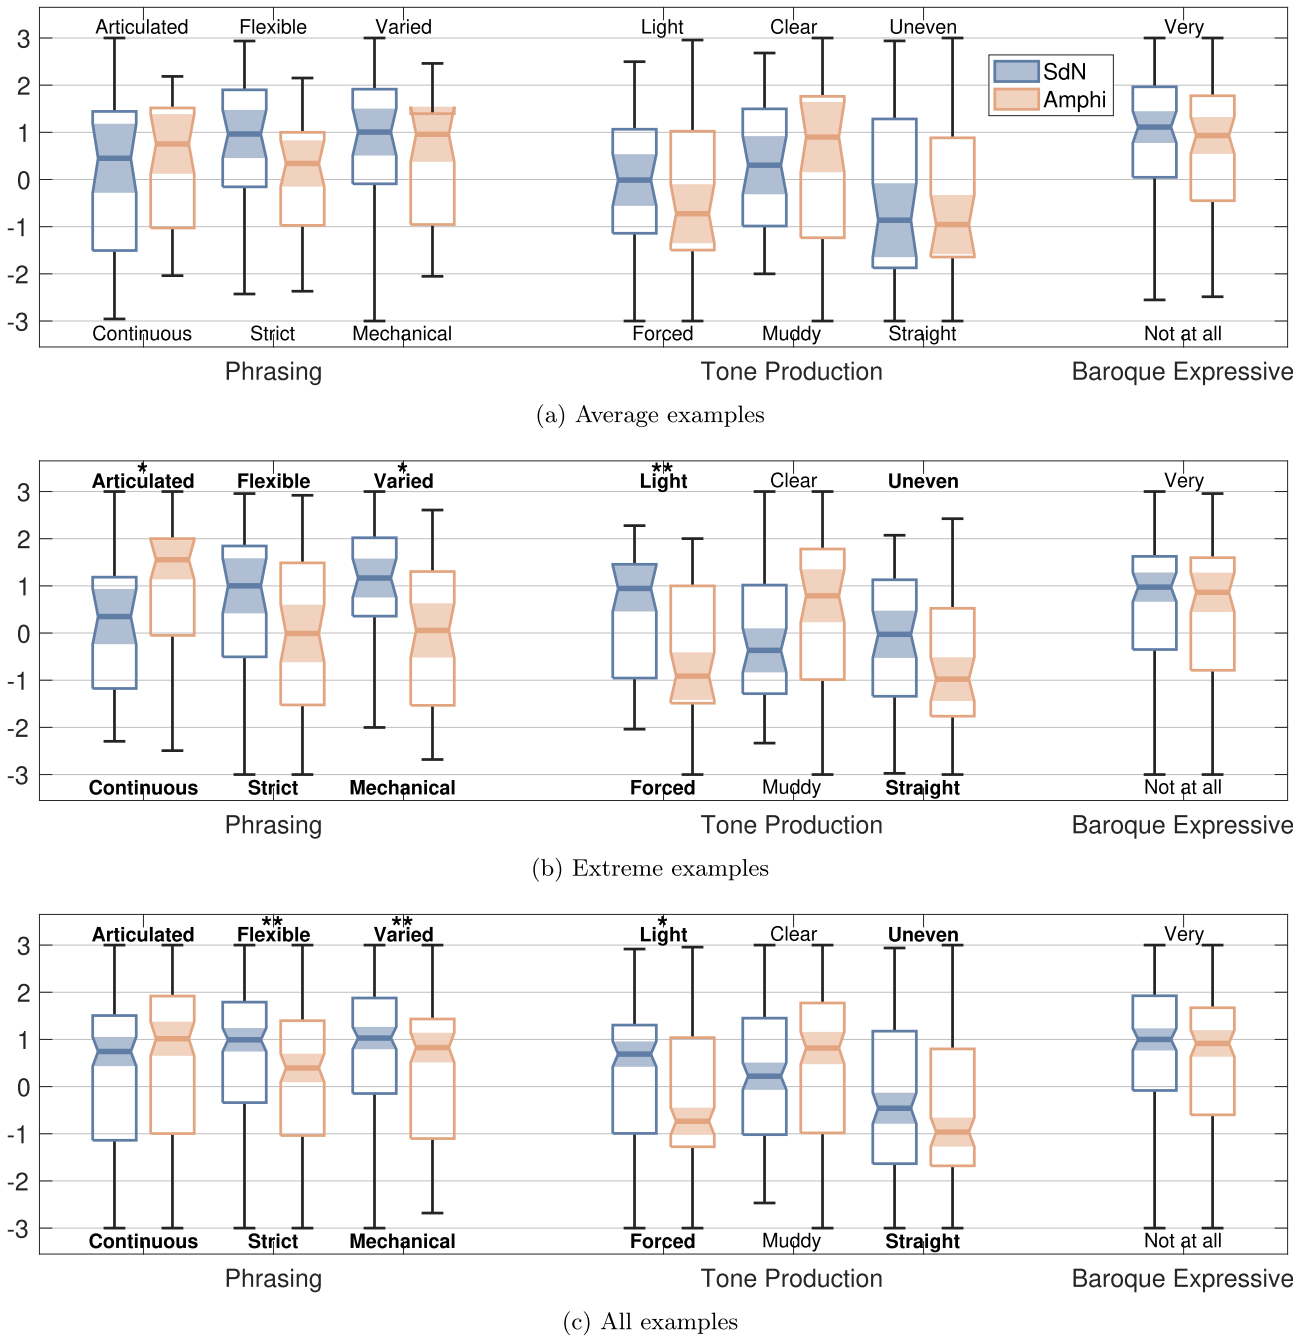 Articulated Flexible Varied Light Clear Uneven Very
3
2
1
0
-1
-2
-3
SdN
Amphi
Continuous Strict Mechanical Forced Muddy Straight Not at all
Phrasing Tone Production Baroque Expressive
(a) Average examples
* * **
Articulated Flexible Varied Light Clear Uneven Very
3
2
1
0
-1
-2
-3
Continuous Strict Mechanical Forced Muddy Straight Not at all
Phrasing Tone Production Baroque Expressive
(b) Extreme examples
** ** *
Articulated Flexible Varied Light Clear Uneven Very
3
2
1
0
-1
-2
-3
Continuous Strict Mechanical Forced Muddy Straight Not at all
Phrasing Tone Production Baroque Expressive
(c) All examples